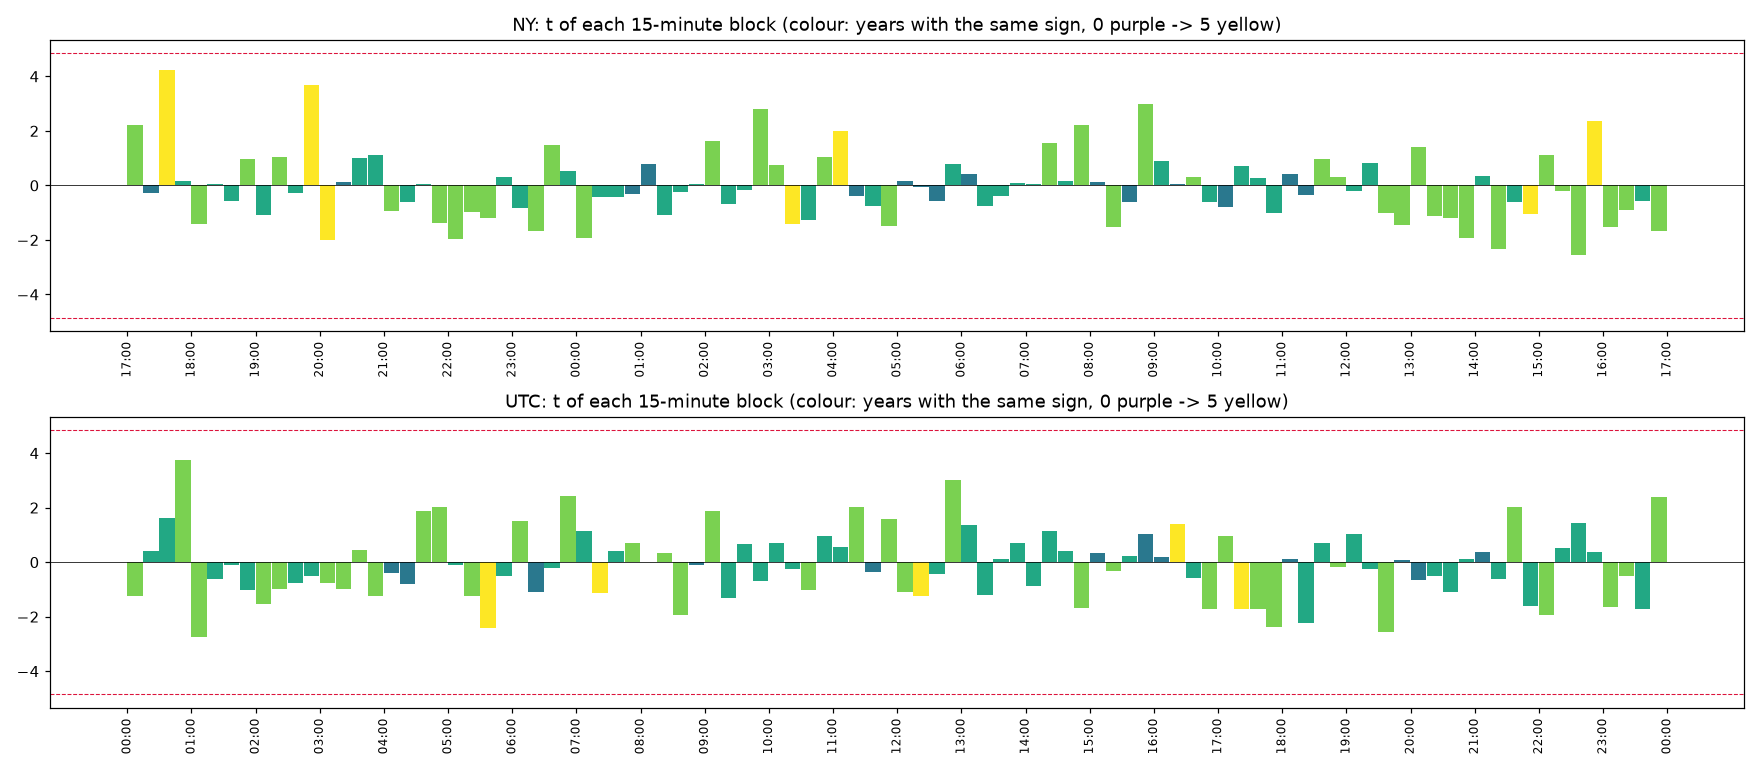 NY: t of each 15-minute block (colour: years with the same sign, 0 purple -> 5 yellow)
4
2
0
−2
−4
17:00 18:00 19:00 20:00 21:00 22:00 23:00 00:00 01:00 02:00 03:00 04:00 05:00 06:00 07:00 08:00 09:00 10:00 11:00 12:00 13:00 14:00 15:00 16:00 17:00
UTC: t of each 15-minute block (colour: years with the same sign, 0 purple -> 5 yellow)
4
2
0
−2
−4
00:00 01:00 02:00 03:00 04:00 05:00 06:00 07:00 08:00 09:00 10:00 11:00 12:00 13:00 14:00 15:00 16:00 17:00 18:00 19:00 20:00 21:00 22:00 23:00 00:00